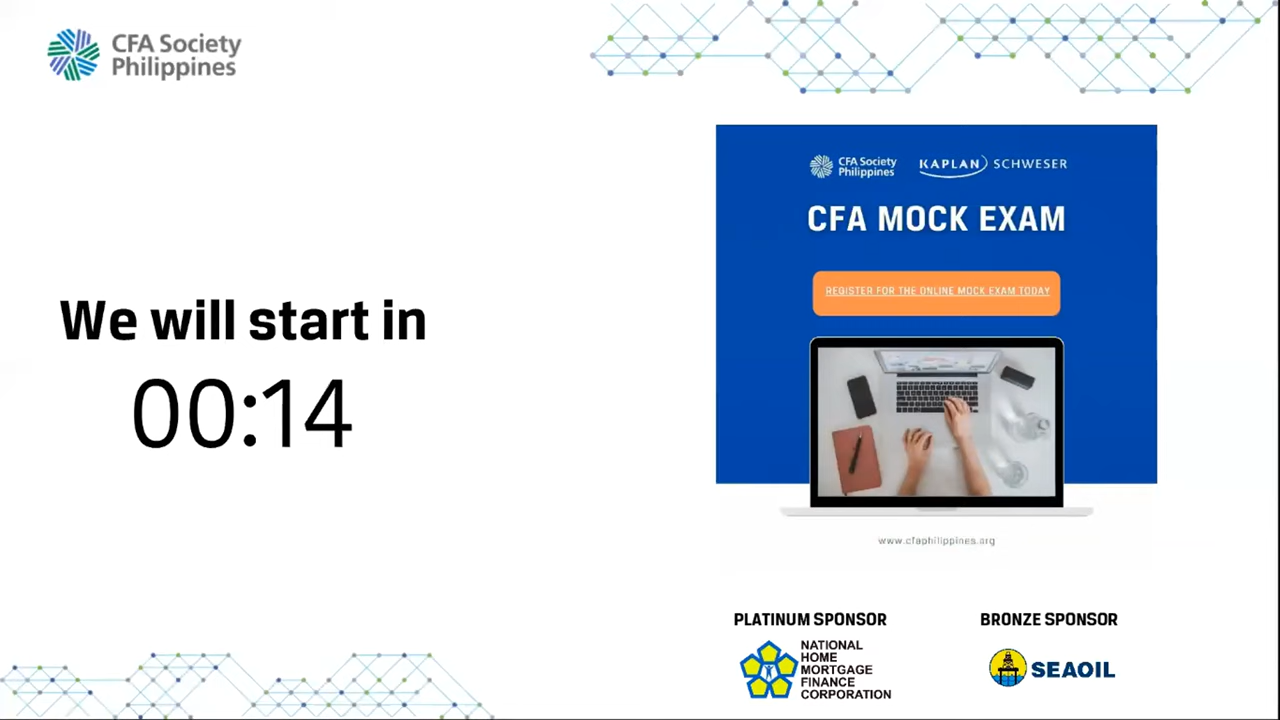 CFA Society
Philippines
We will start in
00:14
CFA Society
Philippines
KAPLAN SCHWESER
CFA MOCK EXAM
REGISTER FOR THE ONLINE MOCK EXAM TODAY
www.cfaphilippines.org
PLATINUM SPONSOR
NATIONAL
HOME
MORTGAGE
FINANCE
CORPORATION
BRONZE SPONSOR
SEAOIL